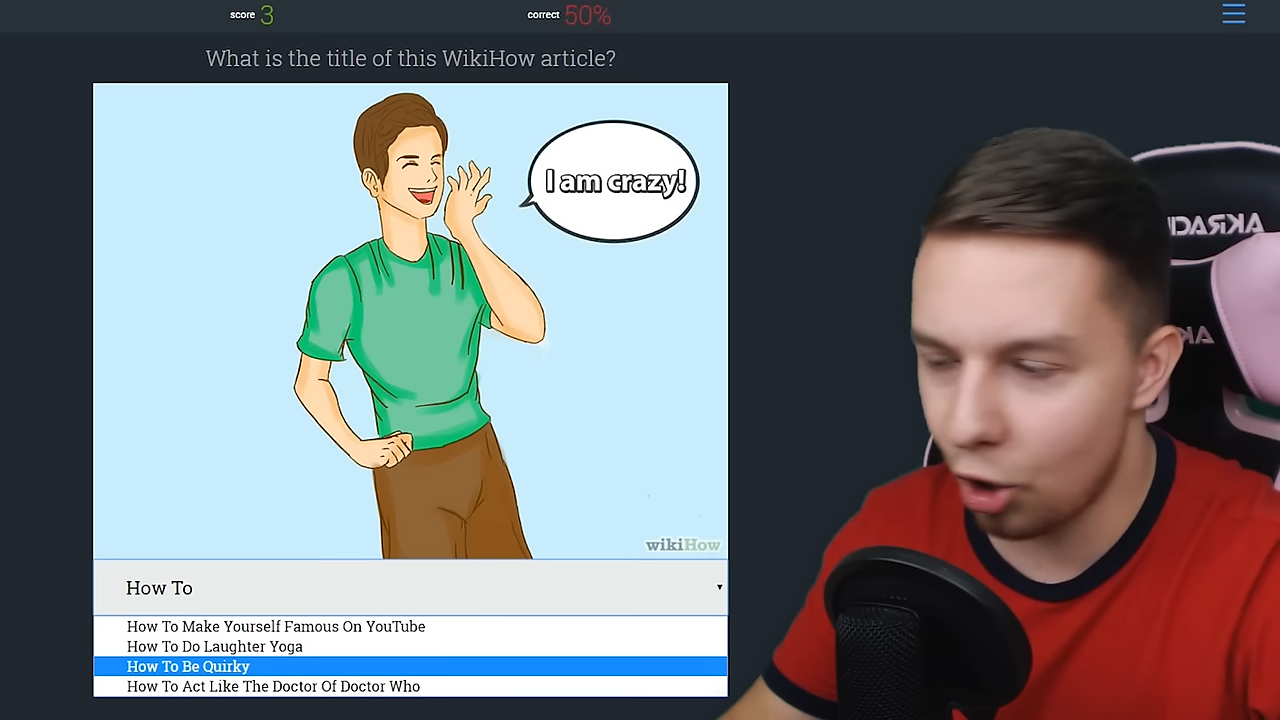 score 3
correct 50%
What is the title of this WikiHow article?
I am crazy!
AKRACI
AK
wikiHow
How To
How To Make Yourself Famous On YouTube
How To Do Laughter Yoga
How To Be Quirky
How To Act Like The Doctor Of Doctor Who